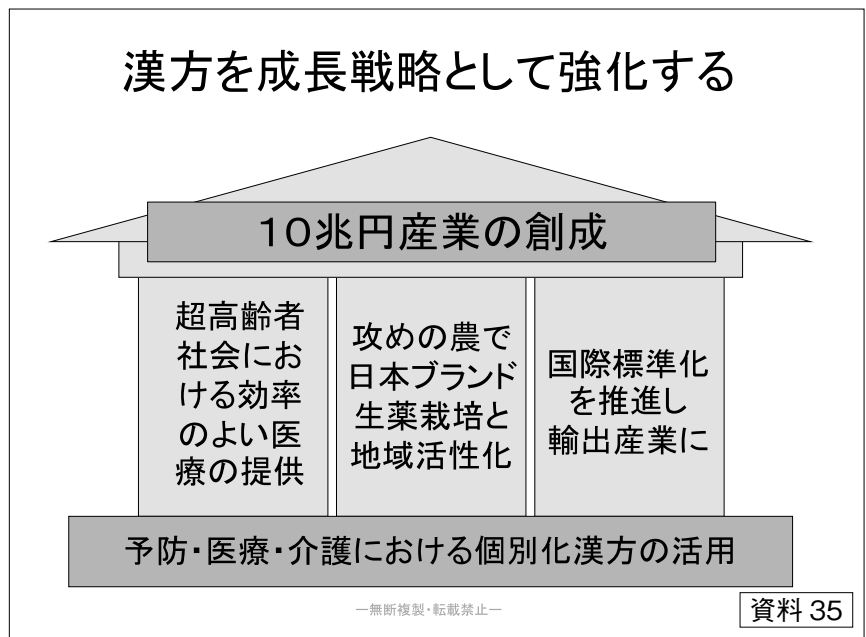 漢方を成長戦略として強化する
10兆円産業の創成
超高齢者
社会にお
ける効率
のよい医
療の提供
攻めの農で
日本ブランド
生薬栽培と
地域活性化
国際標準化
を推進し
輸出産業に
予防・医療・介護における個別化漢方の活用
―無断複製・転載禁止―
資料 35